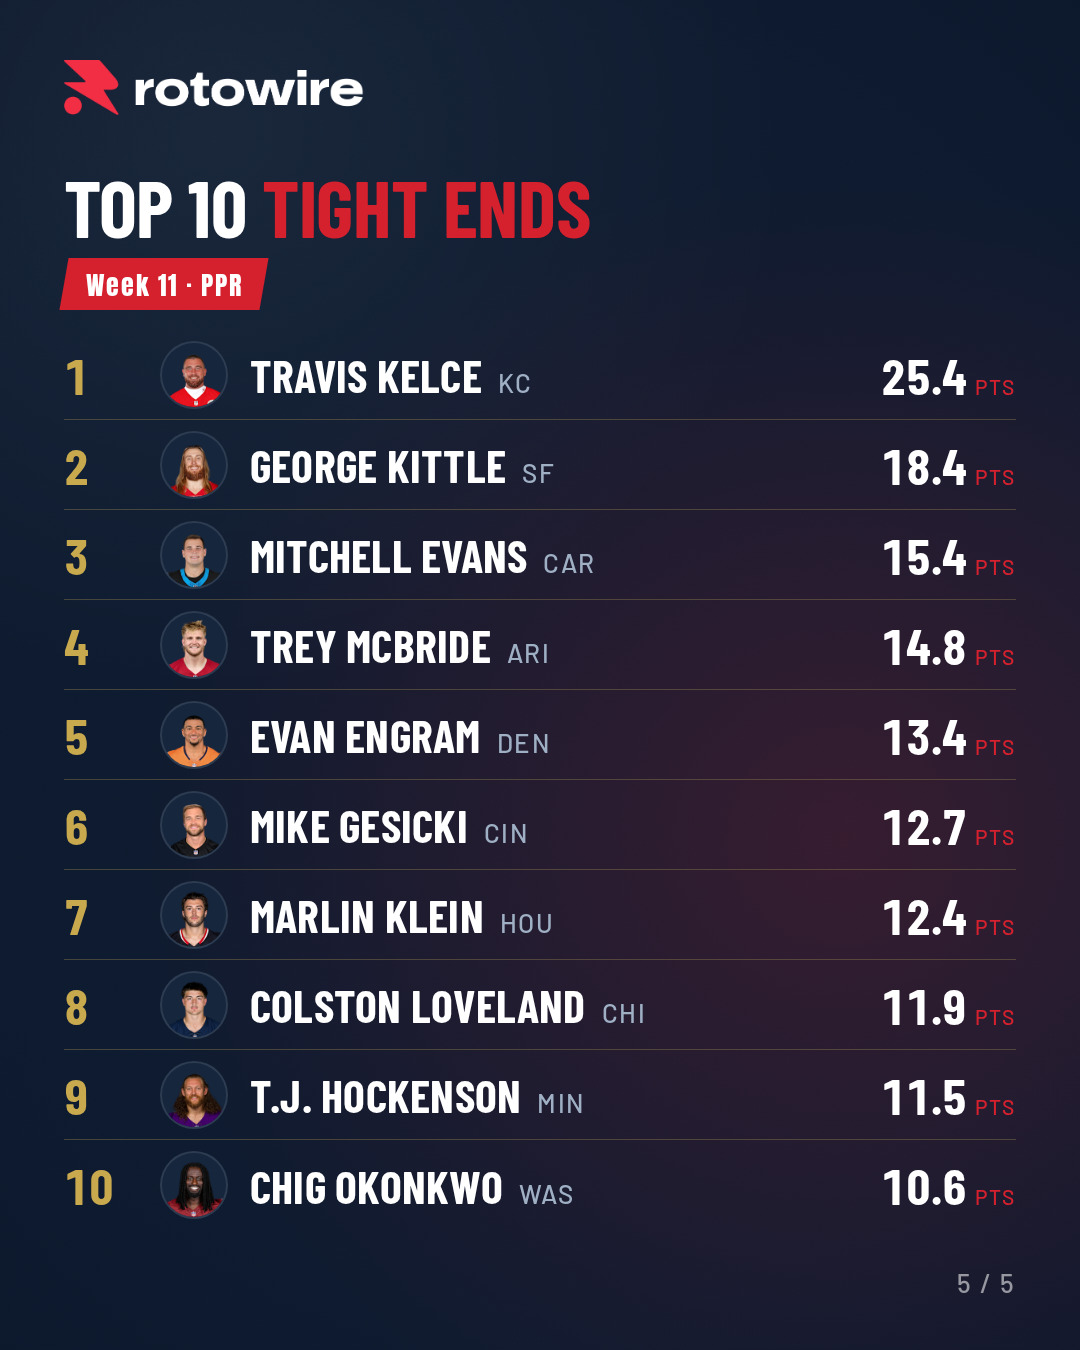 rotowire
TOP 10 TIGHT ENDS
Week 11 · PPR
1 TRAVIS KELCE KC 25.4 PTS
2 GEORGE KITTLE SF 18.4 PTS
3 MITCHELL EVANS CAR 15.4 PTS
4 TREY MCBRIDE ARI 14.8 PTS
5 EVAN ENGRAM DEN 13.4 PTS
6 MIKE GESICKI CIN 12.7 PTS
7 MARLIN KLEIN HOU 12.4 PTS
8 COLSTON LOVELAND CHI 11.9 PTS
9 T.J. HOCKENSON MIN 11.5 PTS
10 CHIG OKONKWO WAS 10.6 PTS
5 / 5